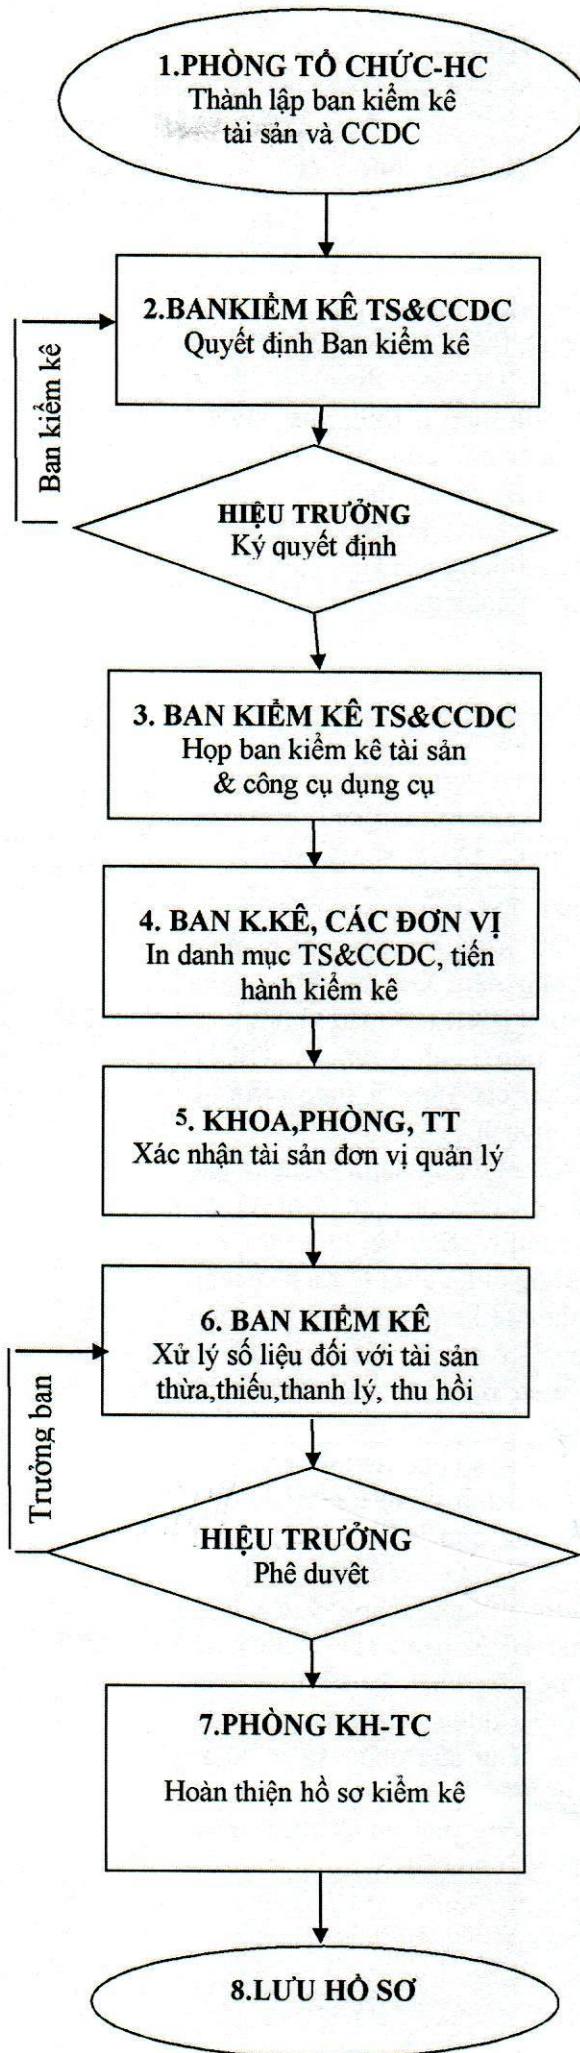 1.PHÒNG TỔ CHỨC-HC
Thành lập ban kiểm kê
tài sản và CCDC
2.BANKIỂM KÊ TS&CCDC
Quyết định Ban kiểm kê
Ban kiểm kê
HIỆU TRƯỞNG
Ký quyết định
3. BAN KIỂM KÊ TS&CCDC
Họp ban kiểm kê tài sản
& công cụ dụng cụ
4. BAN K.KÊ, CÁC ĐƠN VỊ
In danh mục TS&CCDC, tiến
hành kiểm kê
5. KHOA,PHÒNG, TT
Xác nhận tài sản đơn vị quản lý
6. BAN KIỂM KÊ
Xử lý số liệu đối với tài sản
thừa,thiếu,thanh lý, thu hồi
Trưởng ban
HIỆU TRƯỞNG
Phê duvêt
7.PHÒNG KH-TC
Hoàn thiện hồ sơ kiểm kê
8.LƯU HỒ SƠ